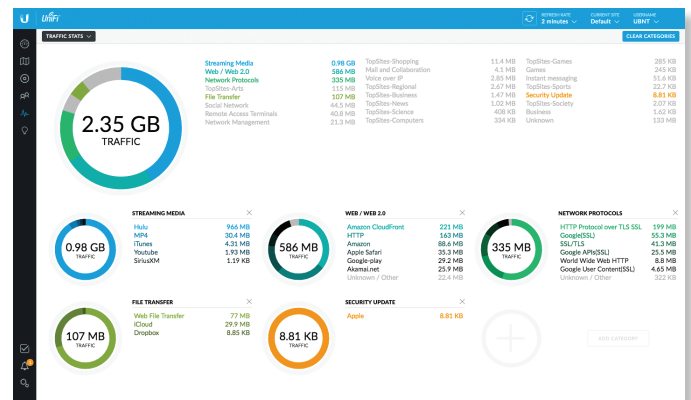 UniFi
REFRESH RATE
2 minutes
CURRENT SITE
Default
USERNAME
UBNT
TRAFFIC STATS
CLEAR CATEGORIES
2.35 GB
TRAFFIC
Streaming Media 0.98 GB
Web / Web 2.0 586 MB
Network Protocols 335 MB
TopSites-Arts 115 MB
File Transfer 107 MB
Social Network 44.5 MB
Remote Access Terminals 40.8 MB
Network Management 21.3 MB
TopSites-Shopping 11.4 MB
Mail and Collaboration 4.1 MB
Voice over IP 2.85 MB
TopSites-Regional 2.67 MB
TopSites-Business 1.47 MB
TopSites-News 1.02 MB
TopSites-Science 408 KB
TopSites-Computers 334 KB
TopSites-Games 285 KB
Games 245 KB
Instant messaging 31.6 KB
TopSites-Sports 22.7 KB
Security Update 8.81 KB
TopSites-Society 2.07 KB
Business 1.62 KB
Unknown 133 MB
STREAMING MEDIA
0.98 GB
TRAFFIC
Hulu 966 MB
MP4 30.4 MB
iTunes 4.31 MB
Youtube 1.93 MB
SiriusXM 1.19 KB
WEB / WEB 2.0
586 MB
TRAFFIC
Amazon CloudFront 221 MB
HTTP 163 MB
Amazon 88.6 MB
Apple Safari 35.3 MB
Google-play 29.2 MB
Akamai.net 25.9 MB
Unknown / Other 22.4 MB
NETWORK PROTOCOLS
335 MB
TRAFFIC
HTTP Protocol over TLS SSL 199 MB
Google(SSL) 55.3 MB
SSL/TLS 41.3 MB
Google APIs(SSL) 25.5 MB
World Wide Web HTTP 8.8 MB
Google User Content(SSL) 4.65 MB
Unknown / Other 322 KB
FILE TRANSFER
107 MB
TRAFFIC
Web File Transfer 77 MB
iCloud 29.9 MB
Dropbox 8.85 KB
SECURITY UPDATE
8.81 KB
TRAFFIC
Apple 8.81 KB
ADD CATEGORY